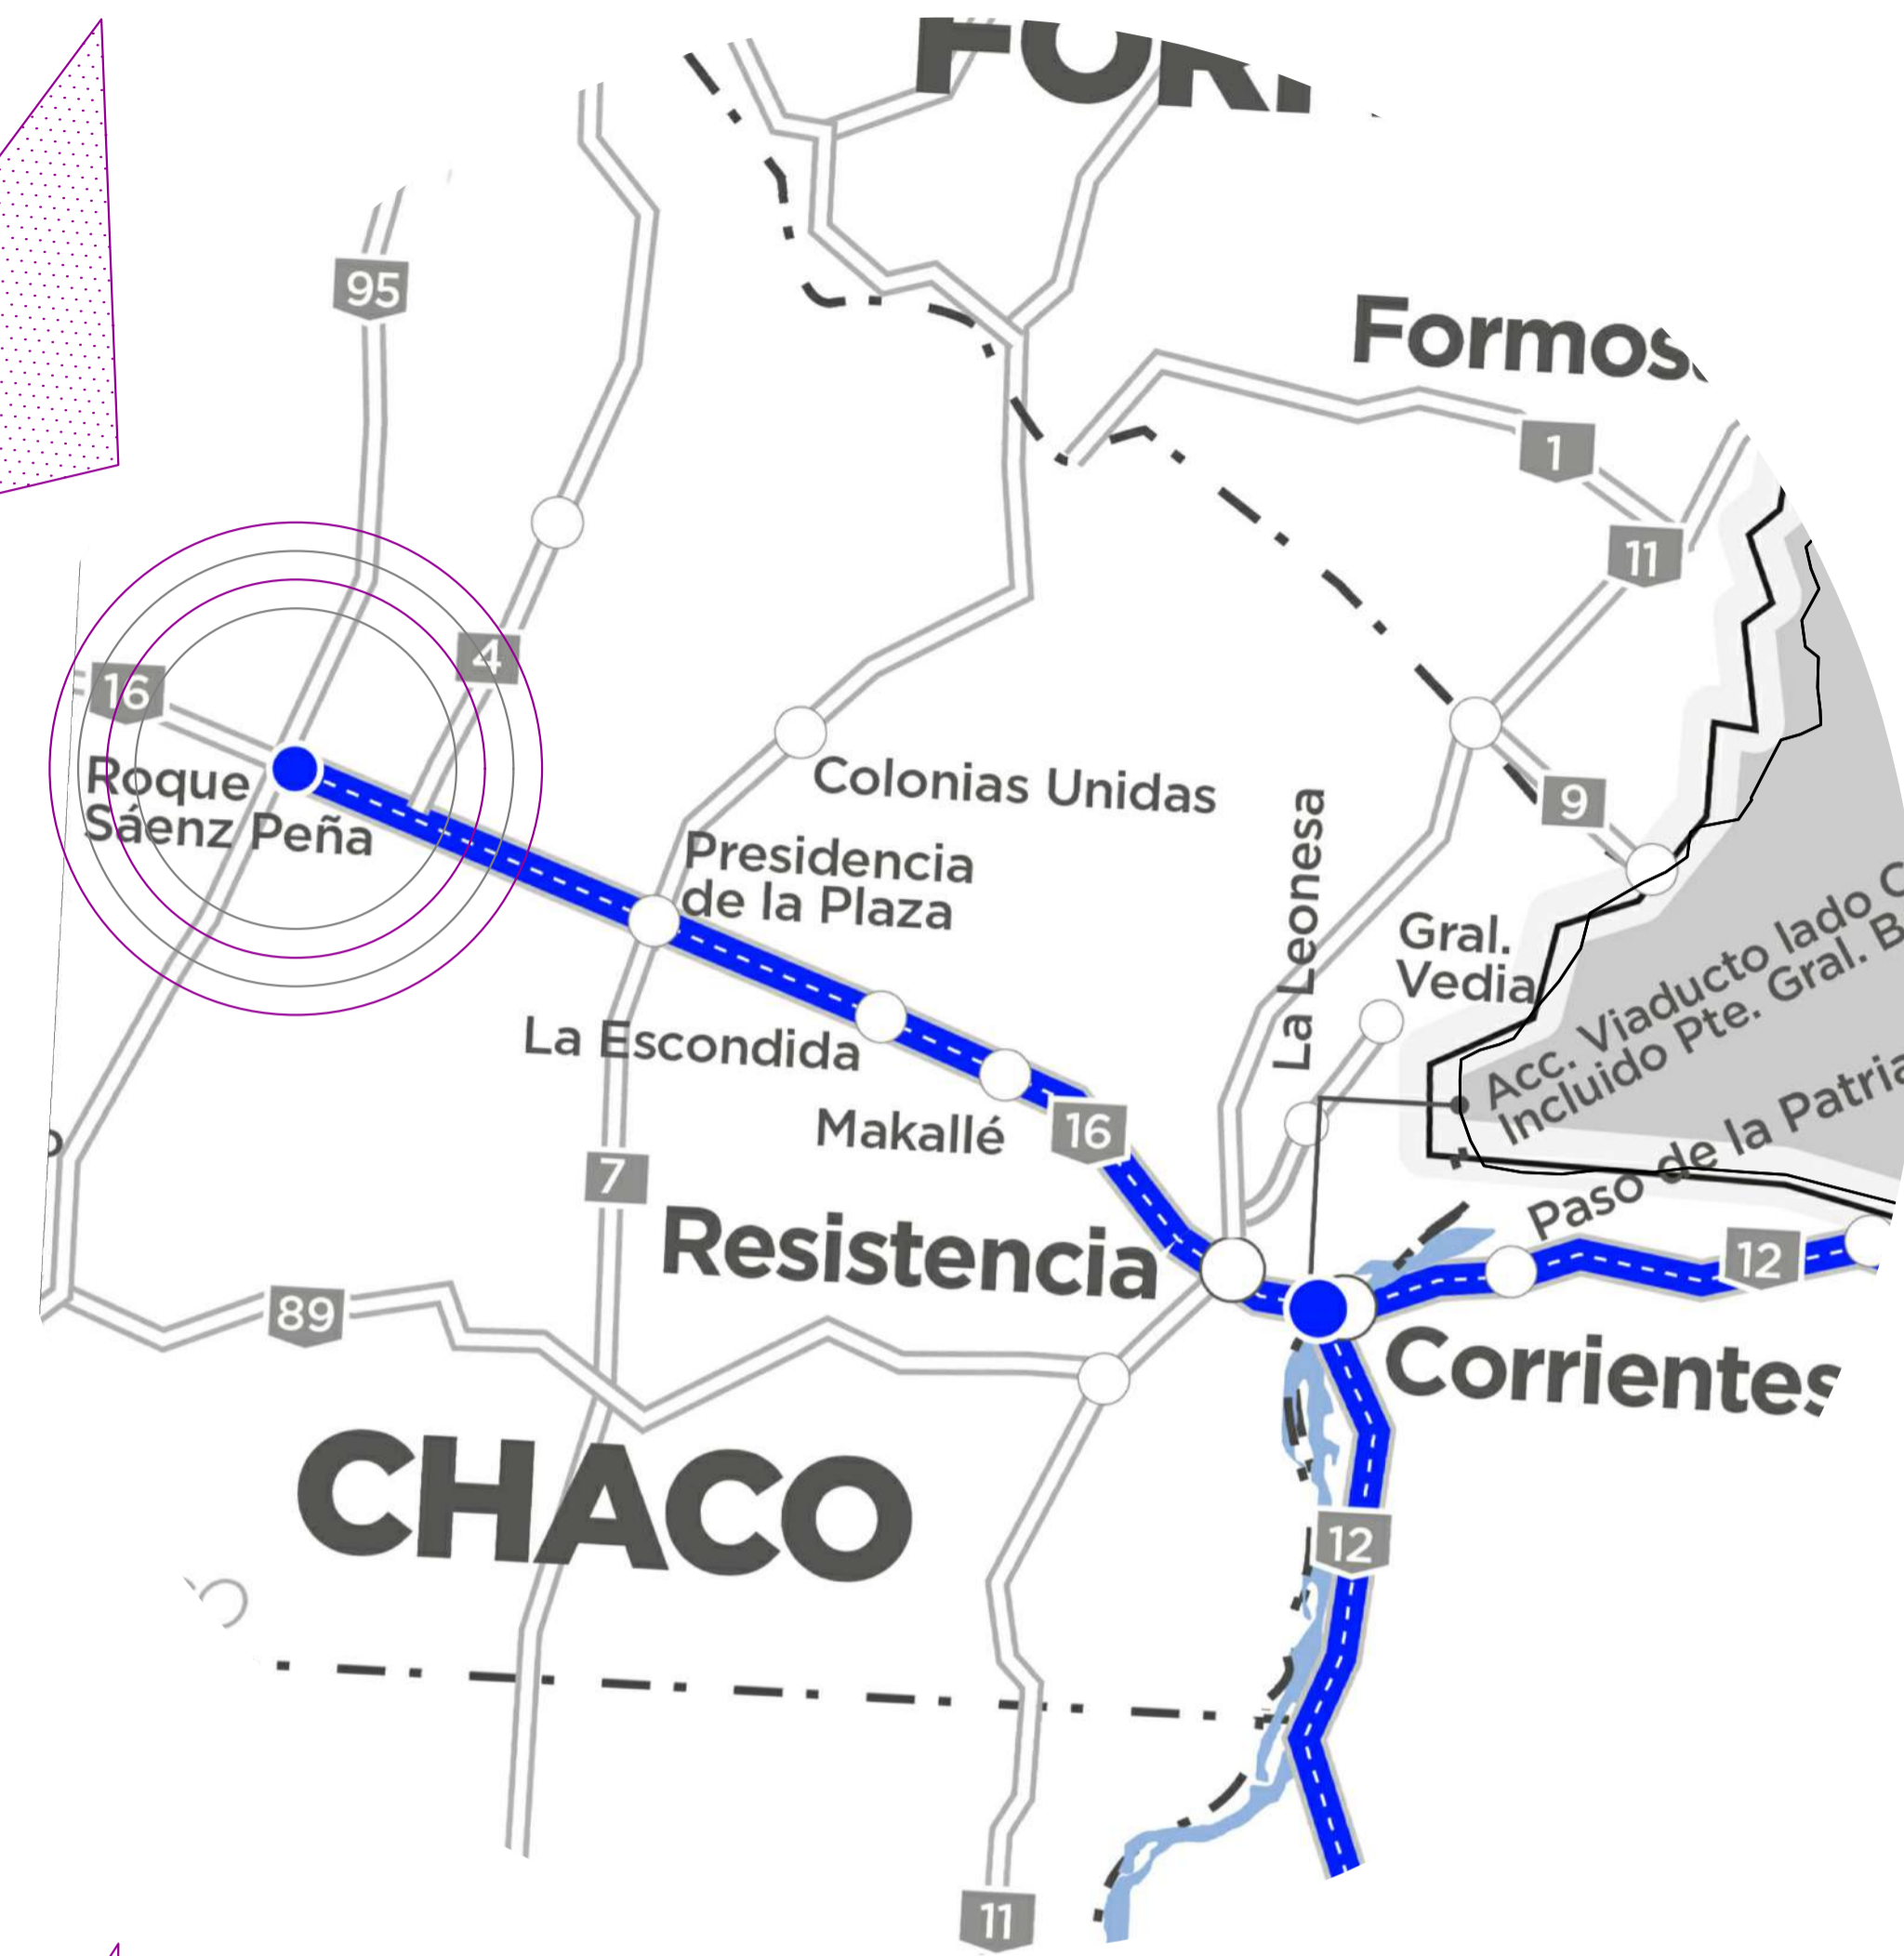 95
Formos
1
11
4
16
Roque
Sáenz Peña
Colonias Unidas
9
Presidencia
de la Plaza
La Leonesa
Gral.
Vedia
La Escondida
Acc. Viaducto lado C
Incluido Pte. Gral. B
Makallé
16
Paso de la Patria
7
Resistencia
12
89
Corrientes
CHACO
12
11